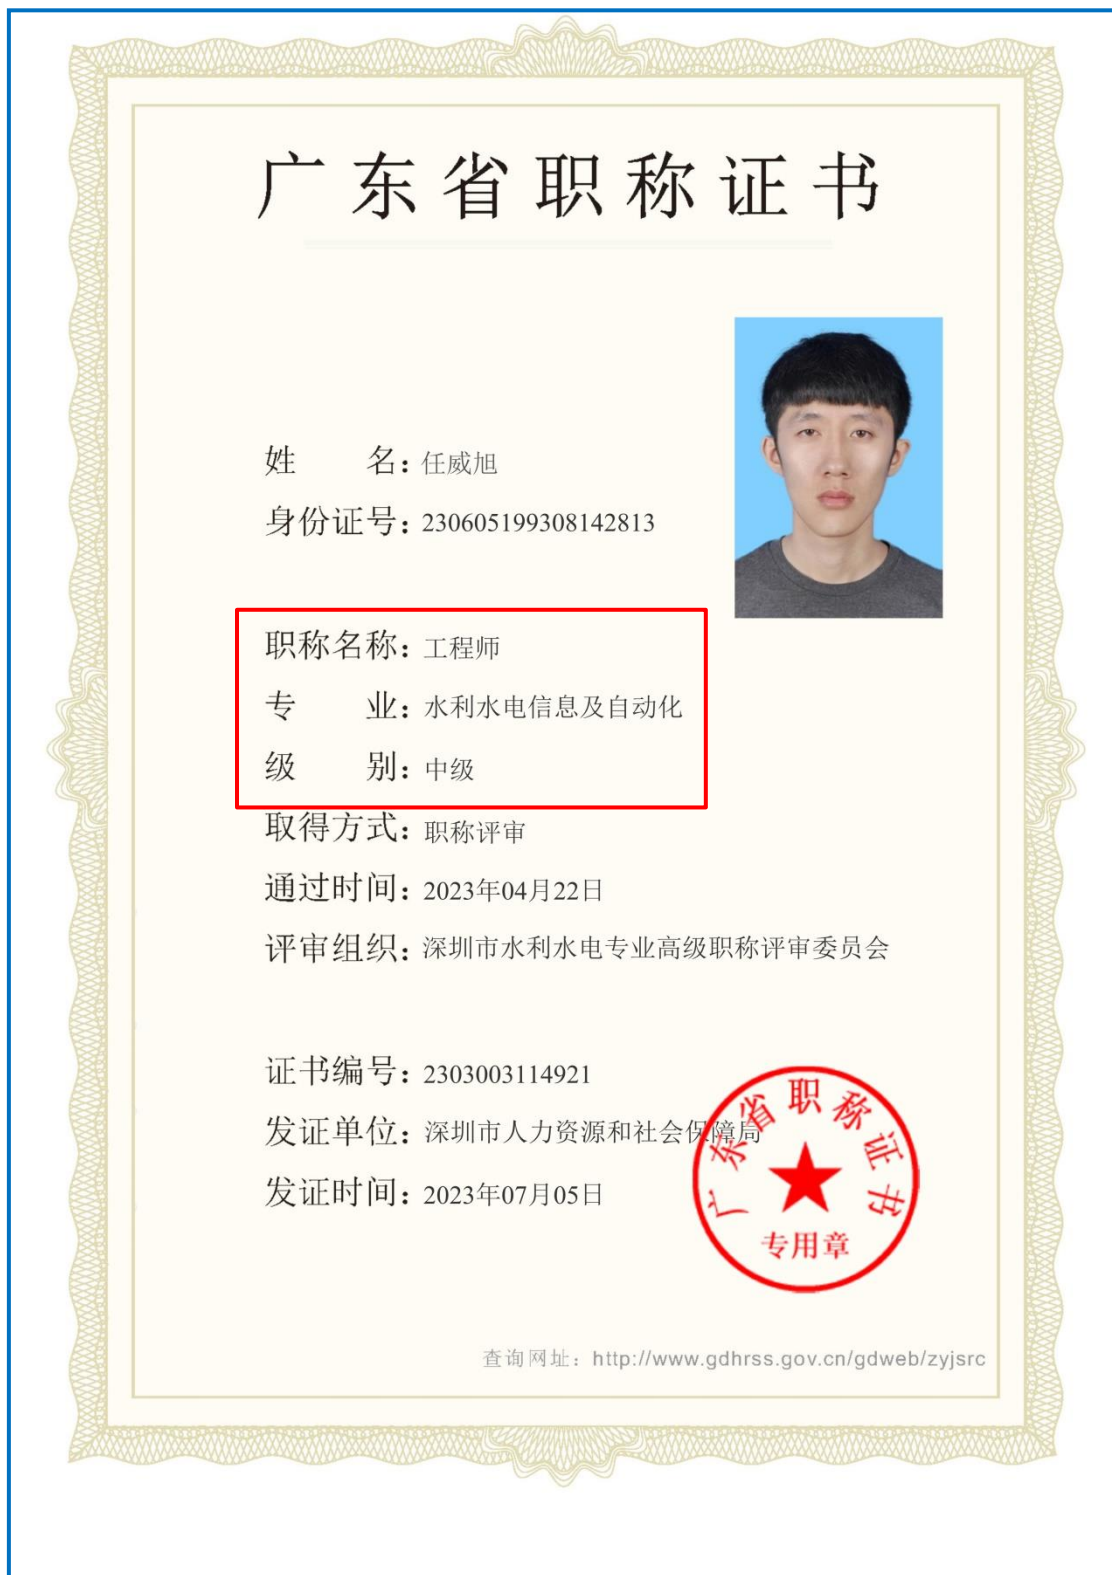 广东省职称证书
姓 名：任威旭
身份证号：230605199308142813
职称名称：工程师
专 业：水利水电信息及自动化
级 别：中级
取得方式：职称评审
通过时间：2023年04月22日
评审组织：深圳市水利水电专业高级职称评审委员会
证书编号：2303003114921
发证单位：深圳市人力资源和社会保障局
发证时间：2023年07月05日
广东省职称证书
专用章
查询网址：http://www.gdhrss.gov.cn/gdweb/zyjsrc